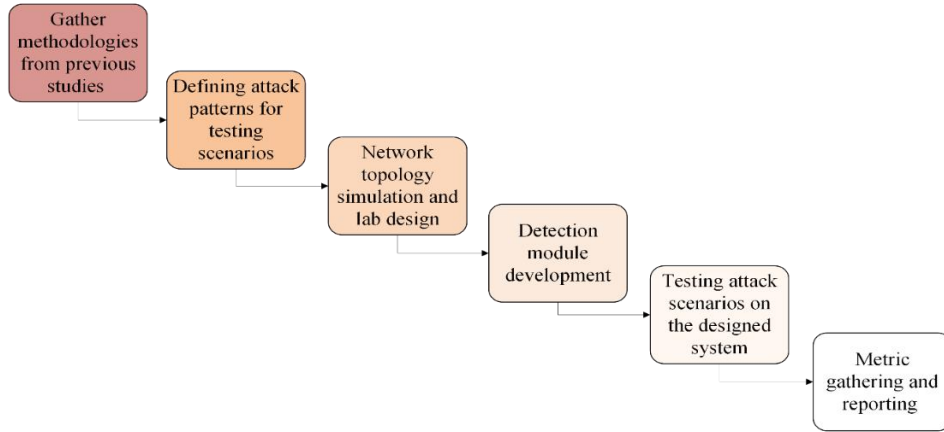 Gather
methodologies
from previous
studies
Defining attack
patterns for
testing
scenarios
Network
topology
simulation and
lab design
Detection
module
development
Testing attack
scenarios on
the designed
system
Metric
gathering and
reporting